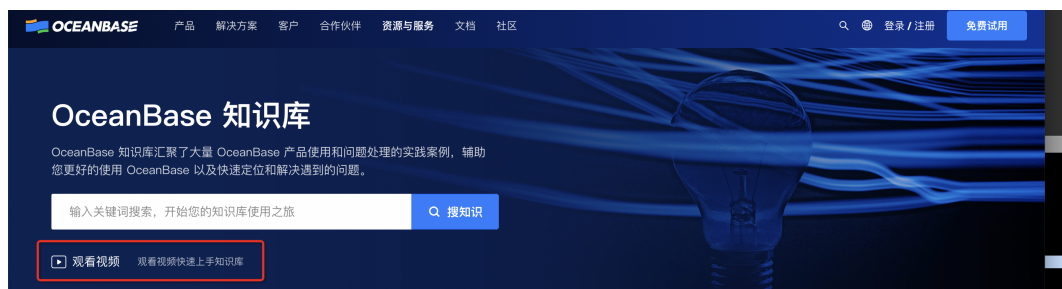 OCEANBASE 产品 解决方案 客户 合作伙伴 资源与服务 文档 社区 登录 / 注册 免费试用
OceanBase 知识库
OceanBase 知识库汇聚了大量 OceanBase 产品使用和问题处理的实践案例，辅助
您更好的使用 OceanBase 以及快速定位和解决遇到的问题。
输入关键词搜索，开始您的知识库使用之旅 搜知识
观看视频 观看视频快速上手知识库